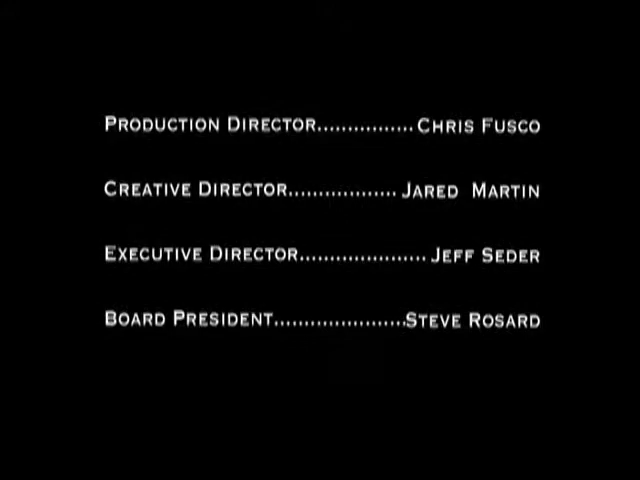 PRODUCTION DIRECTOR................CHRIS FUSCO
CREATIVE DIRECTOR..................JARED MARTIN
EXECUTIVE DIRECTOR.....................JEFF SEDER
BOARD PRESIDENT......................STEVE ROSARD